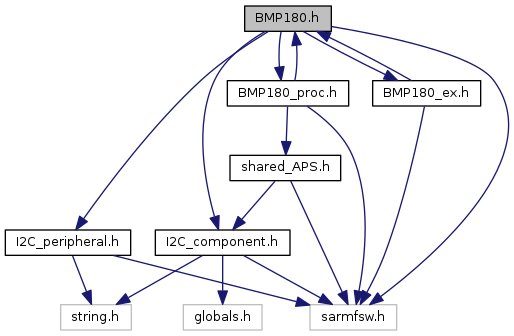 BMP180.h
BMP180_proc.h
BMP180_ex.h
shared_APS.h
I2C_peripheral.h
I2C_component.h
string.h
globals.h
sarmfsw.h